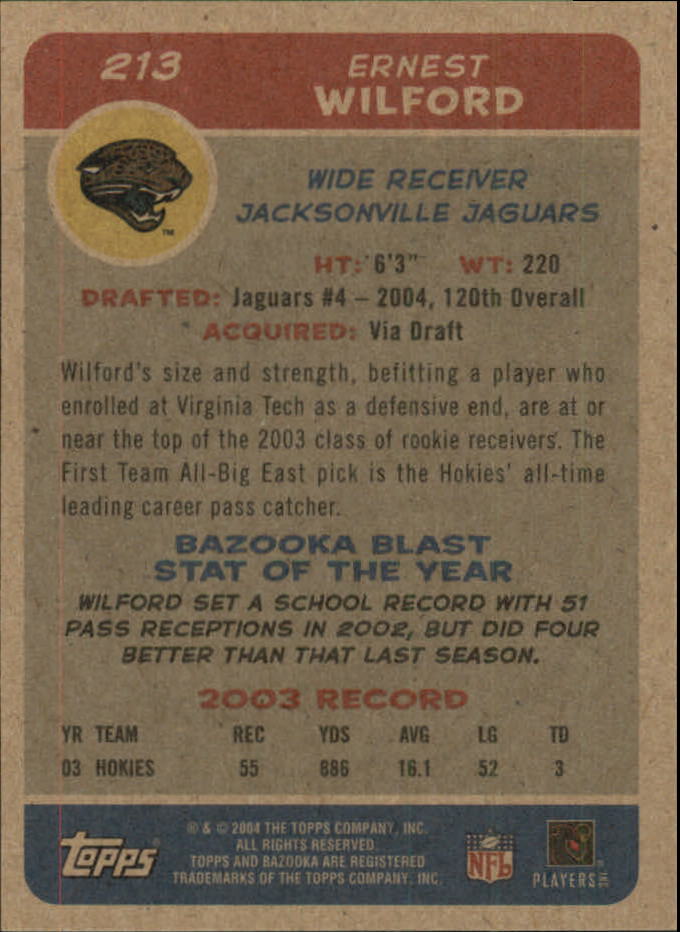 213
ERNEST
WILFORD
TM
WIDE RECEIVER
JACKSONVILLE JAGUARS
HT: 6'3" WT: 220
DRAFTED: Jaguars #4 – 2004, 120th Overall
ACQUIRED: Via Draft
Wilford's size and strength, befitting a player who
enrolled at Virginia Tech as a defensive end, are at or
near the top of the 2003 class of rookie receivers. The
First Team All-Big East pick is the Hokies' all-time
leading career pass catcher.
BAZOOKA BLAST
STAT OF THE YEAR
WILFORD SET A SCHOOL RECORD WITH 51
PASS RECEPTIONS IN 2002, BUT DID FOUR
BETTER THAN THAT LAST SEASON.
2003 RECORD
YR TEAM REC YDS AVG LG TD
03 HOKIES 55 886 16.1 52 3
topps
® & © 2004 THE TOPPS COMPANY, INC.
ALL RIGHTS RESERVED.
TOPPS AND BAZOOKA ARE REGISTERED
TRADEMARKS OF THE TOPPS COMPANY, INC.
NFL
PLAYERS INC